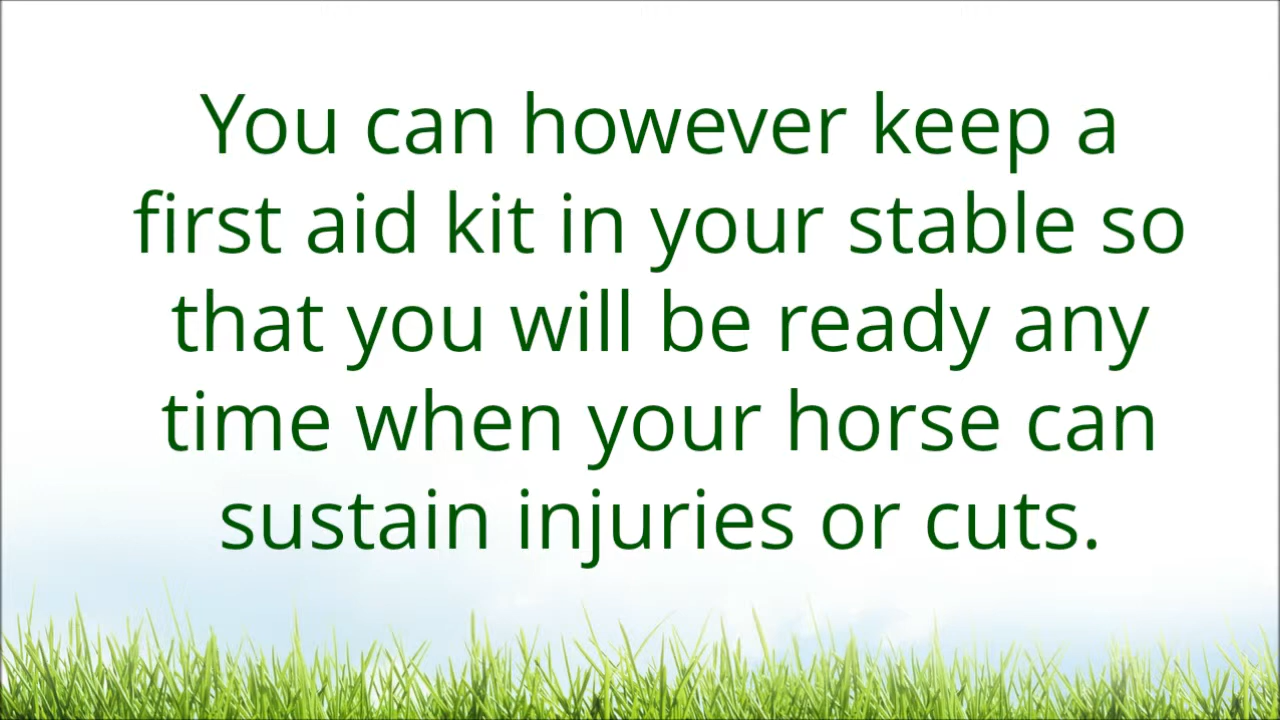 You can however keep a
first aid kit in your stable so
that you will be ready any
time when your horse can
sustain injuries or cuts.